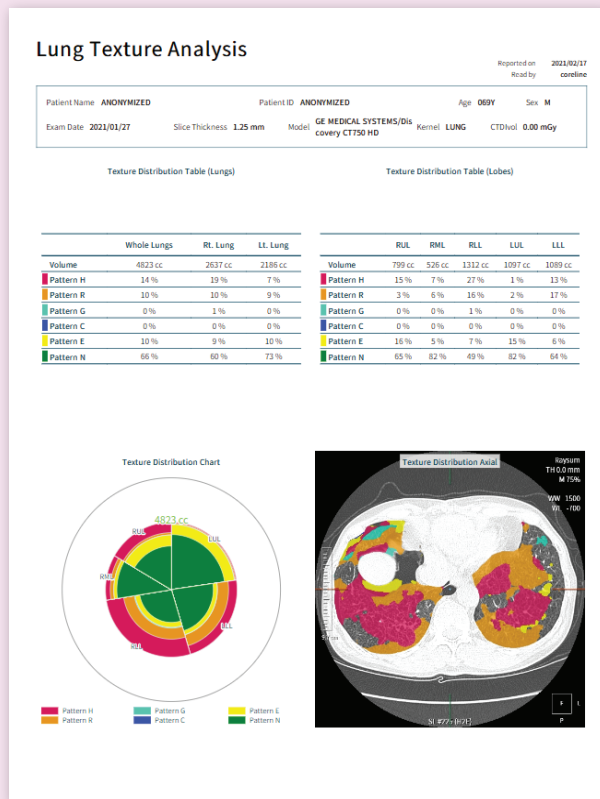 Lung Texture Analysis
Reported on 2021/02/17
Read by coreline
Patient Name ANONYMIZED Patient ID ANONYMIZED Age 069Y Sex M
Exam Date 2021/01/27 Slice Thickness 1.25 mm Model GE MEDICAL SYSTEMS/Dis
covery CT750 HD Kernel LUNG CTDIvol 0.00 mGy
Texture Distribution Table (Lungs)
Whole Lungs Rt. Lung Lt. Lung
Volume 4823 cc 2637 cc 2186 cc
Pattern H 14 % 19 % 7 %
Pattern R 10 % 10 % 9 %
Pattern G 0 % 1 % 0 %
Pattern C 0 % 0 % 0 %
Pattern E 10 % 9 % 10 %
Pattern N 66 % 60 % 73 %
Texture Distribution Table (Lobes)
RUL RML RLL LUL LLL
Volume 799 cc 526 cc 1312 cc 1097 cc 1089 cc
Pattern H 15 % 7 % 27 % 1 % 13 %
Pattern R 3 % 6 % 16 % 2 % 17 %
Pattern G 0 % 0 % 1 % 0 % 0 %
Pattern C 0 % 0 % 0 % 0 % 0 %
Pattern E 16 % 5 % 7 % 15 % 6 %
Pattern N 65 % 82 % 49 % 82 % 64 %
Texture Distribution Chart
4823 cc
RUL
LUL
RML
LLL
RLL
Pattern H Pattern G Pattern E
Pattern R Pattern C Pattern N
Texture Distribution Axial
Raysum
TH 0.0 mm
M 75%
WW 1500
WL -700
F
L
P